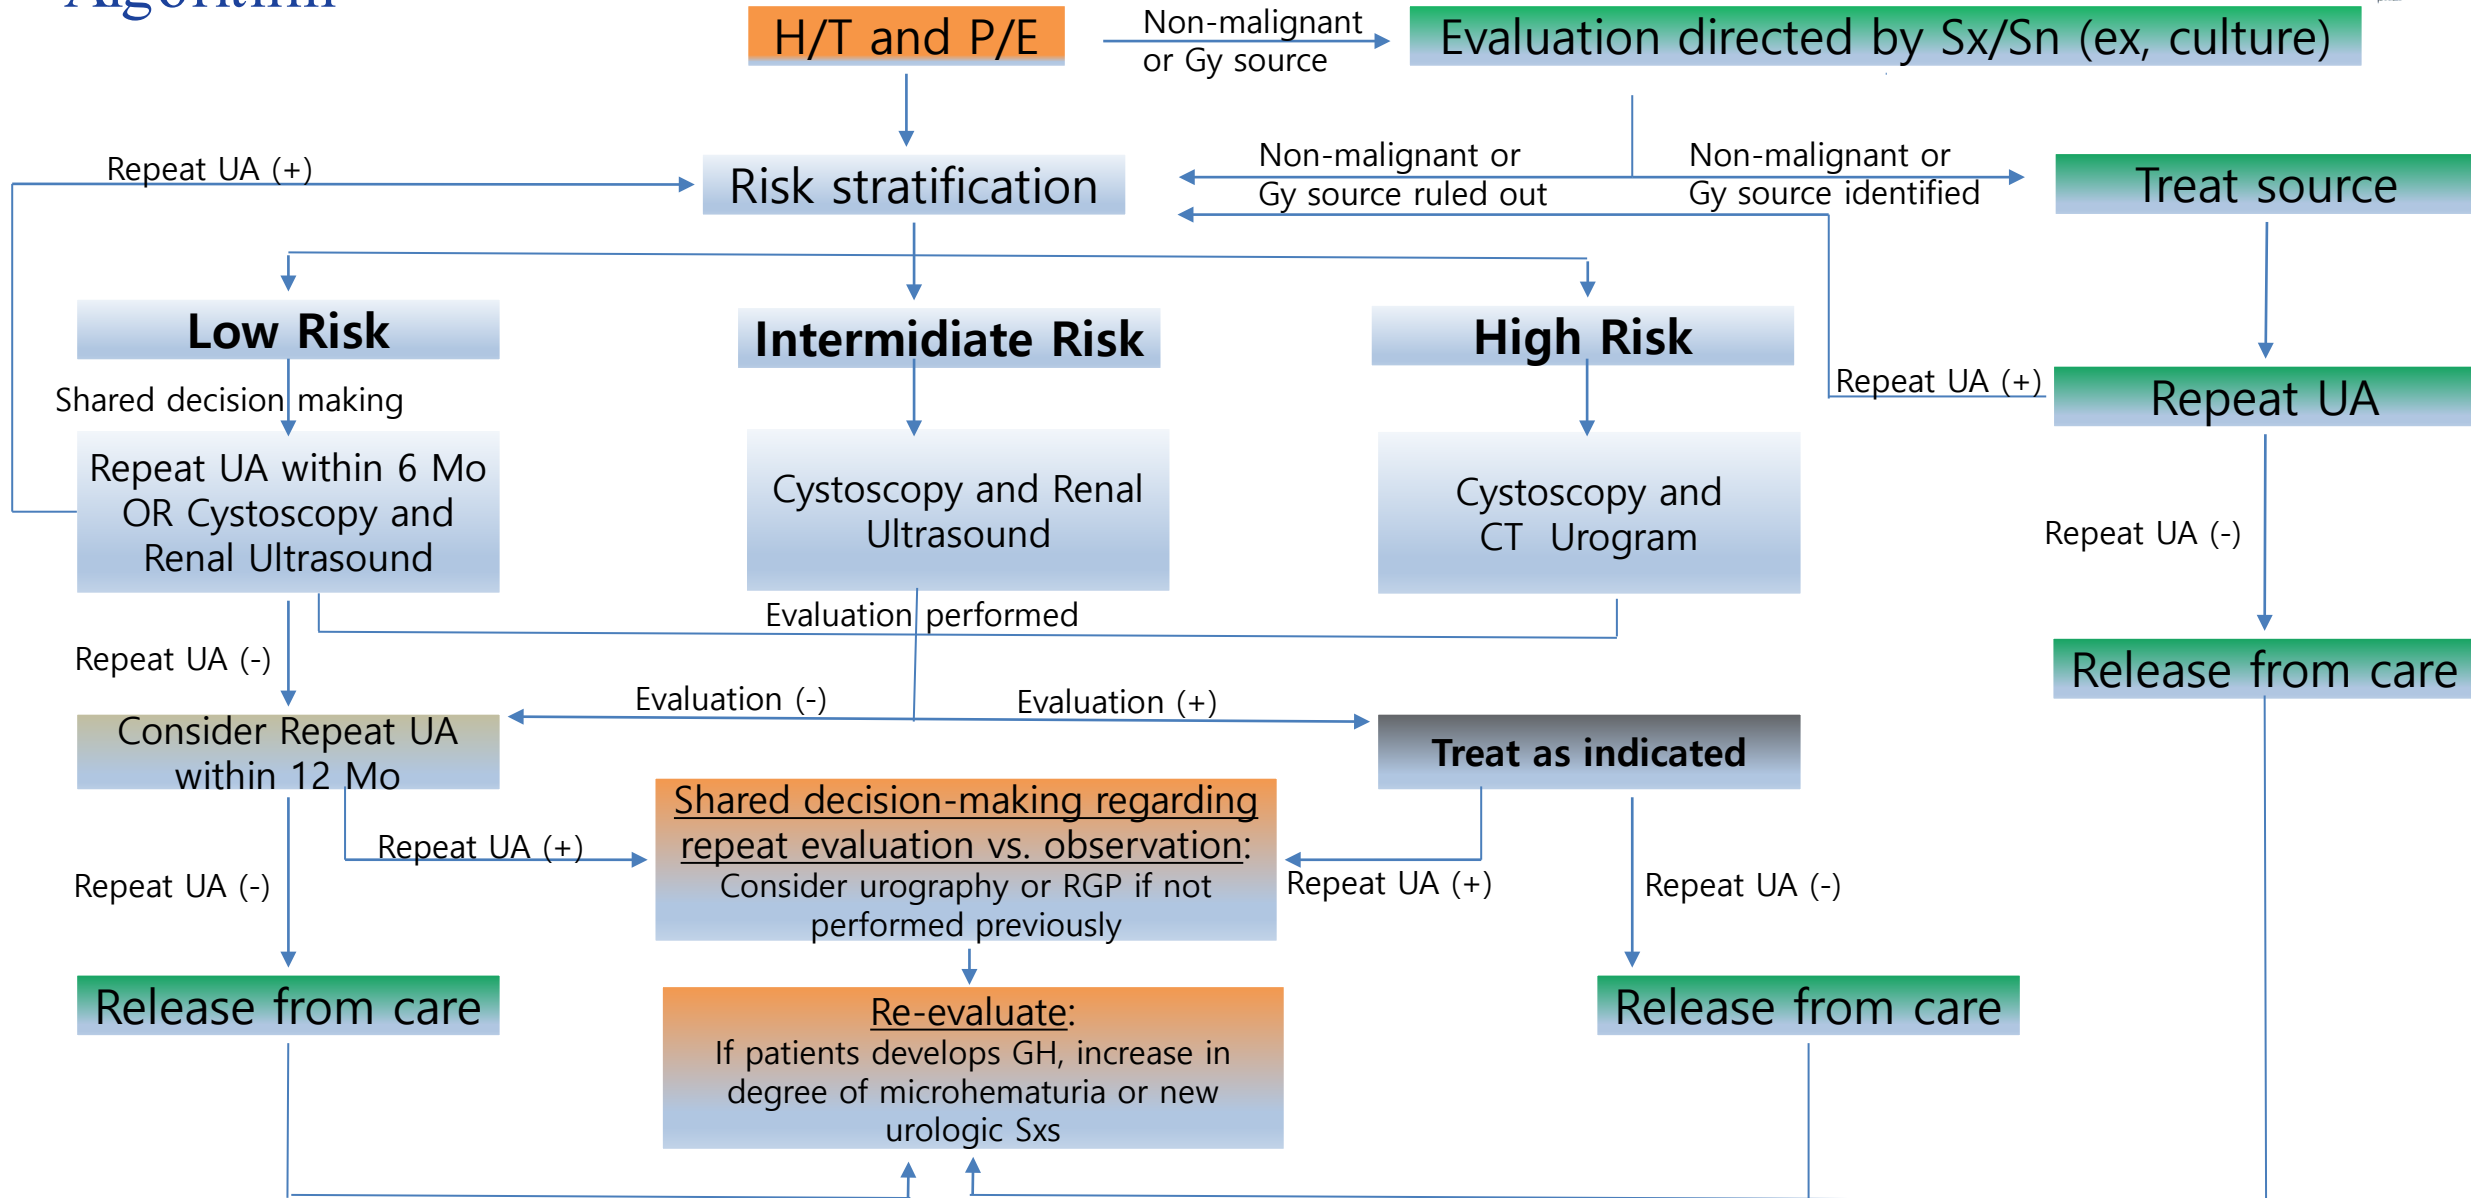 Algorithm
H/T and P/E
Non-malignant
or Gy source
Evaluation directed by Sx/Sn (ex, culture)
Repeat UA (+)
Risk stratification
Non-malignant or
Gy source ruled out
Non-malignant or
Gy source identified
Treat source
Low Risk
Intermidiate Risk
High Risk
Shared decision making
Repeat UA (+)
Repeat UA
Repeat UA within 6 Mo
OR Cystoscopy and
Renal Ultrasound
Cystoscopy and Renal
Ultrasound
Cystoscopy and
CT Urogram
Repeat UA (-)
Evaluation performed
Repeat UA (-)
Release from care
Evaluation (-)
Evaluation (+)
Consider Repeat UA
within 12 Mo
Treat as indicated
Shared decision-making regarding
repeat evaluation vs. observation:
Consider urography or RGP if not
performed previously
Repeat UA (+)
Repeat UA (-)
Repeat UA (+)
Repeat UA (-)
Release from care
Re-evaluate:
If patients develops GH, increase in
degree of microhematuria or new
urologic Sxs
Release from care